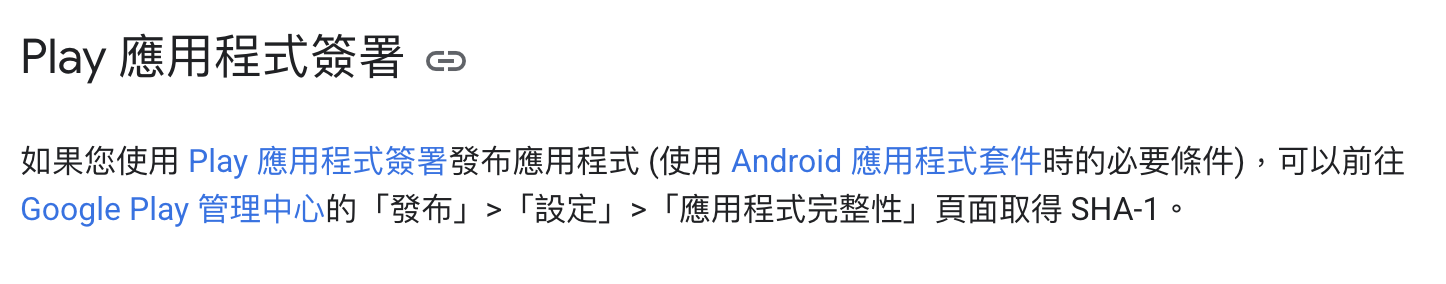 Play 應用程式簽署
如果您使用 Play 應用程式簽署發布應用程式 (使用 Android 應用程式套件時的必要條件)，可以前往
Google Play 管理中心的「發布」>「設定」>「應用程式完整性」頁面取得 SHA-1。